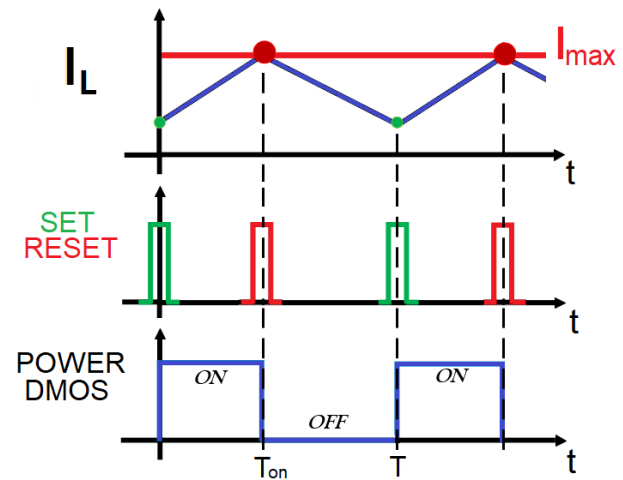 I_L
I_max
t
SET
RESET
t
POWER
DMOS
ON
OFF
ON
T_on
T
t